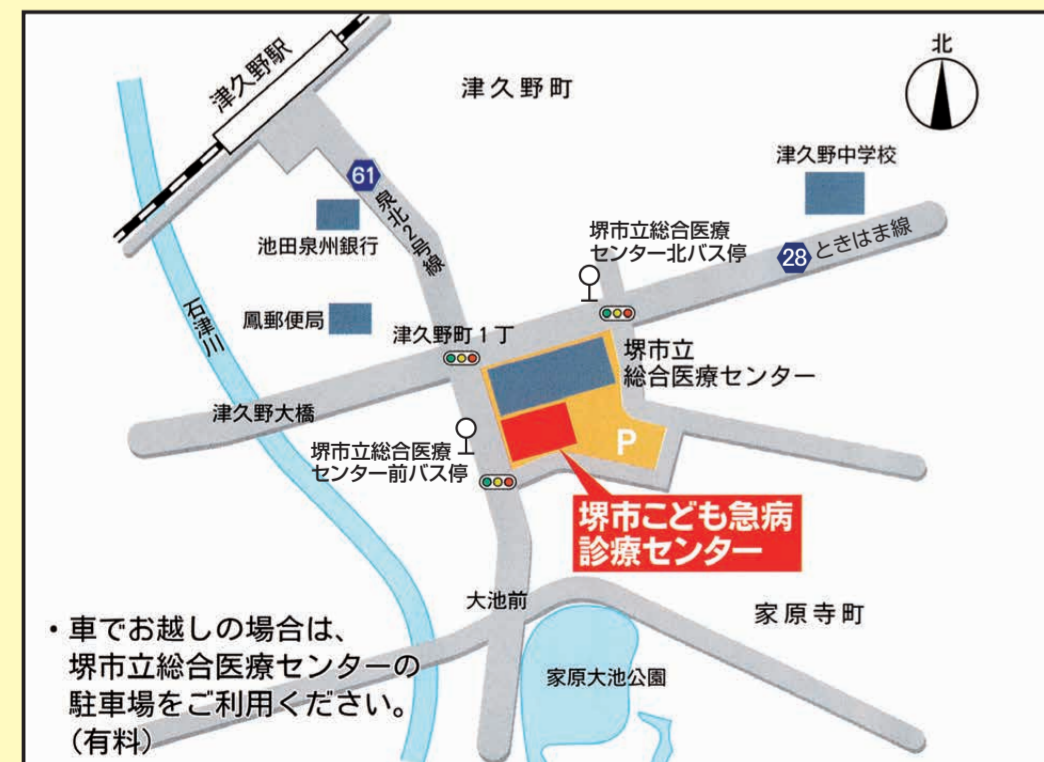 北
津久野駅
津久野町
津久野中学校
61
泉北2号線
池田泉州銀行
堺市立総合医療
センター北バス停
28
ときはま線
石津川
鳳郵便局
津久野町1丁
堺市立
総合医療センター
津久野大橋
堺市立総合医療
センター前バス停
P
堺市こども急病
診療センター
大池前
家原寺町
家原大池公園
・車でお越しの場合は、
堺市立総合医療センターの
駐車場をご利用ください。
(有料)